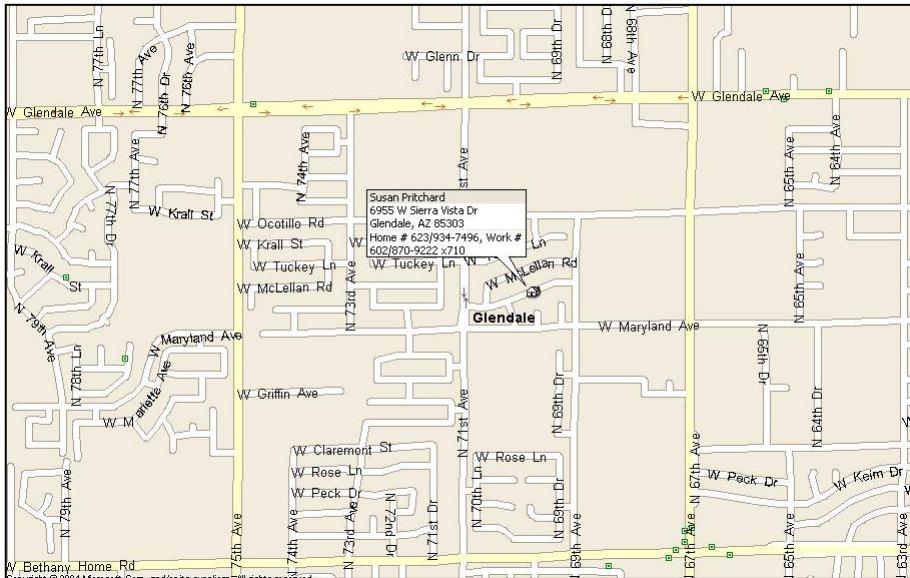 N 77th Ln
N 77th Ave
N 76th Dr
N 76th Ave
W Glenn Dr
N 69th Dr
N 68th Dr
N 68th Ave
W Glendale Ave
W Glendale Ave
N 77th Ave
N 74th Ave
st Ave
N 65th Ave
N 64th Ave
N 77th Dr
W Krall St
Susan Pritchard
6955 W Sierra Vista Dr
Glendale, AZ 85303
Home # 623/934-7496, Work #
602/870-9222 x710
W Ocotillo Rd
W Krall St
W
W
Ln
W Krall
St
W Tuckey Ln
W Tuckey Ln
W McLellan Rd
W McLellan Rd
N 73rd Ave
N 65th Ave
N 79th Ave
Glendale
W Maryland Ave
W Maryland Ave
N 78th Ln
N 65th Dr
W Griffin Ave
N 71st Ave
N 69th Dr
N 64th Dr
W Claremont St
W Rose Ln
W Rose Ln
W Peck Dr
N 72nd Dr
N 71st Dr
N 70th Ln
N 69th Dr
N 67th Ave
W Peck Dr
W Keim Dr
W
W
N 79th Ave
75th Ave
N 74th Ave
N 73rd Ave
N 69th Ave
N 67th Ave
N 65th Ave
N 63rd Ave
W Bethany Home Rd